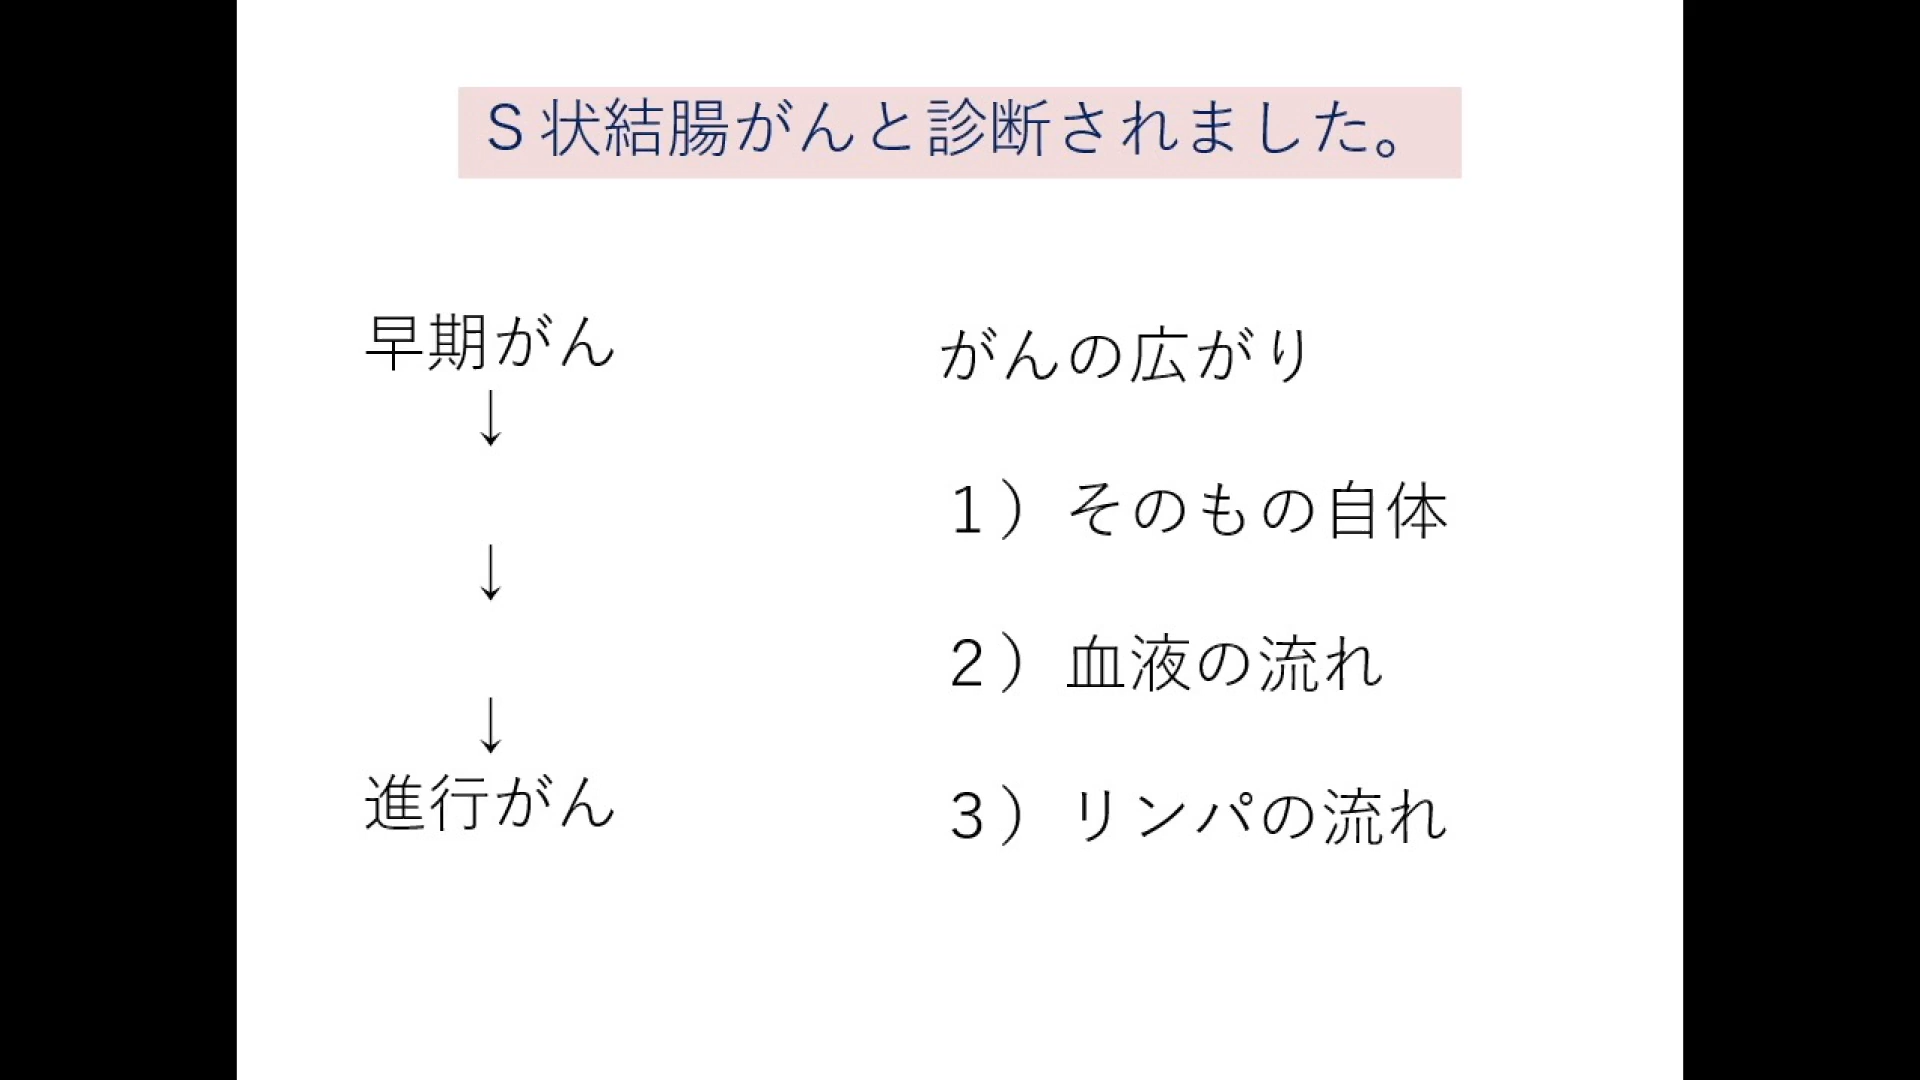 S状結腸がんと診断されました。
早期がん
↓
↓
↓
進行がん
がんの広がり
１）そのもの自体
２）血液の流れ
３）リンパの流れ